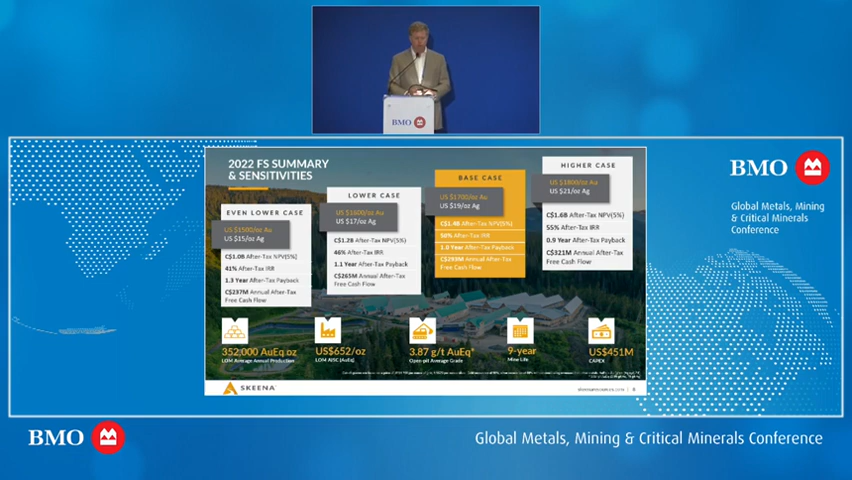 BMO
2022 FS SUMMARY
& SENSITIVITIES
EVEN LOWER CASE
US $1500/oz Au
US $15/oz Ag
C$1.0B After-Tax NPV(5%)
41% After-Tax IRR
1.3 Year After-Tax Payback
C$237M Annual After-Tax
Free Cash Flow
LOWER CASE
US $1600/oz Au
US $17/oz Ag
C$1.2B After-Tax NPV(5%)
46% After-Tax IRR
1.1 Year After-Tax Payback
C$265M Annual After-Tax
Free Cash Flow
BASE CASE
US $1700/oz Au
US $19/oz Ag
C$1.4B After-Tax NPV(5%)
50% After-Tax IRR
1.0 Year After-Tax Payback
C$293M Annual After-Tax
Free Cash Flow
HIGHER CASE
US $1800/oz Au
US $21/oz Ag
C$1.6B After-Tax NPV(5%)
55% After-Tax IRR
0.9 Year After-Tax Payback
C$321M Annual After-Tax
Free Cash Flow
352,000 AuEq oz
LOM Average Annual Production
US$652/oz
LOM AISC (AuEq)
3.87 g/t AuEq*
Open-pit Average Grade
9-year
Mine Life
US$451M
CAPEX
SKEENA
BMO
Global Metals, Mining
& Critical Minerals
Conference
BMO
Global Metals, Mining & Critical Minerals Conference